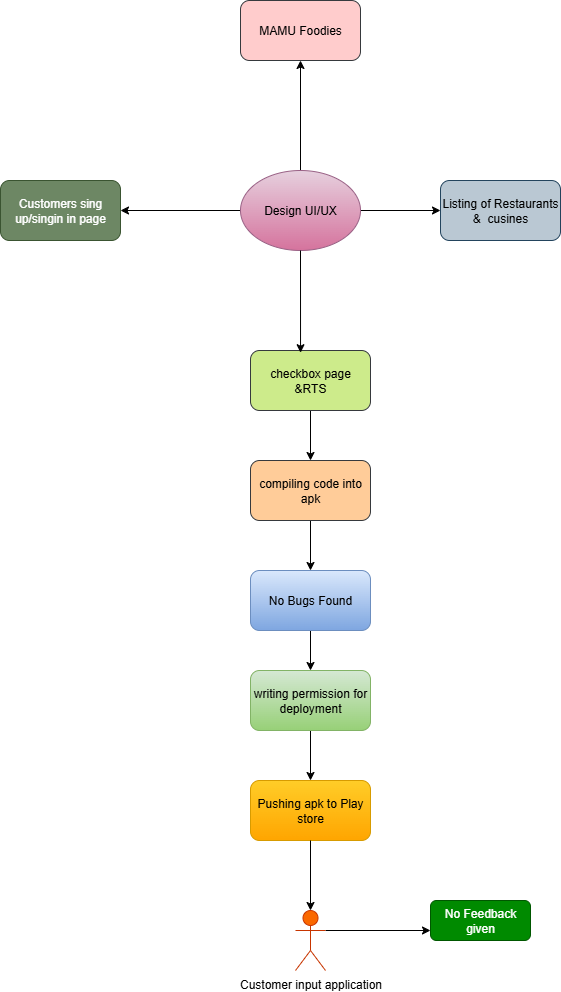 MAMU Foodies
Customers sing
up/singin in page
Design UI/UX
Listing of Restaurants
& cusines
checkbox page
&RTS
compiling code into
apk
No Bugs Found
writing permission for
deployment
Pushing apk to Play
store
No Feedback
given
Customer input application